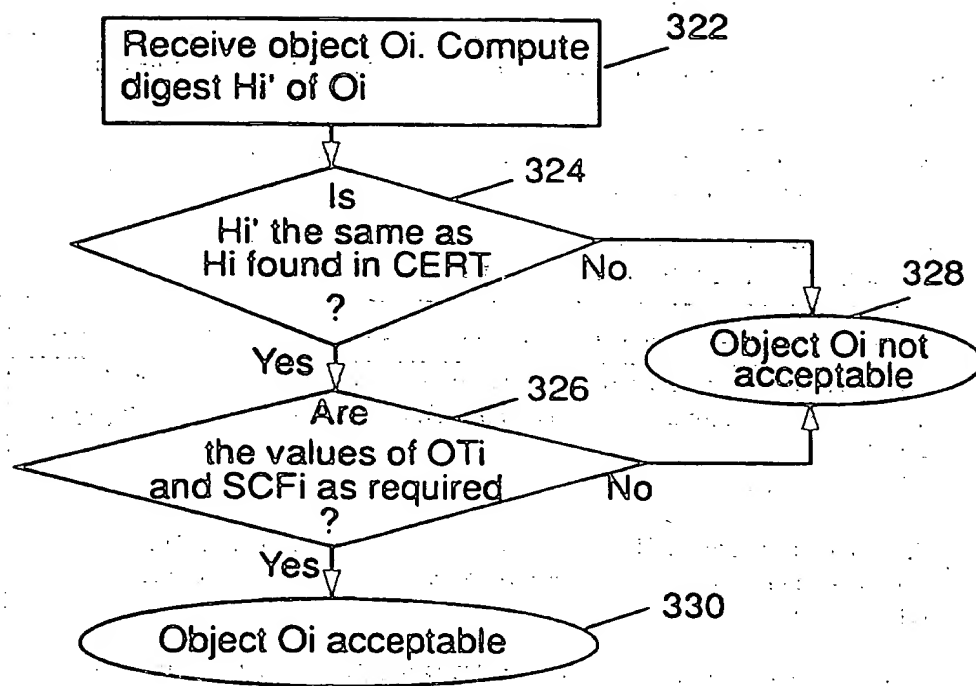 Receive object Oi. Compute
digest Hi' of Oi
322
324
Is
Hi' the same as
Hi found in CERT
?
No
Yes
328
Object Oi not
acceptable
326
Are
the values of OTi
and SCFi as required
?
No
Yes
330
Object Oi acceptable